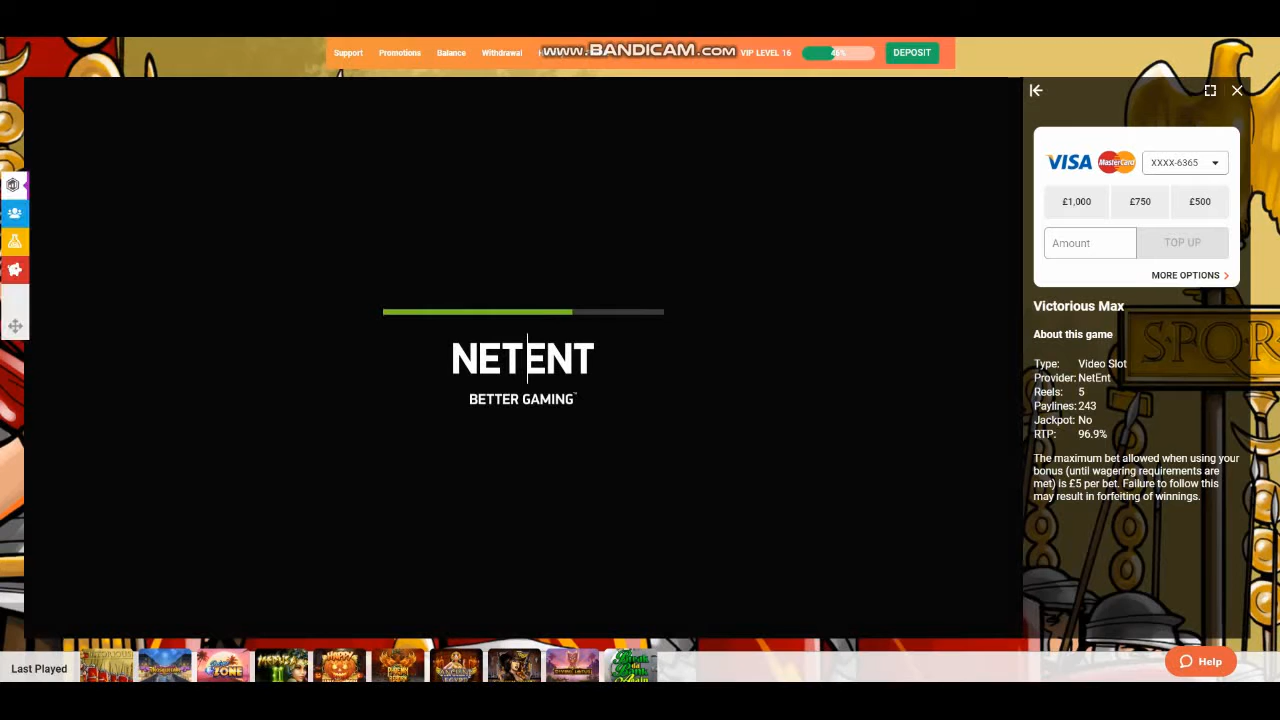 www.BANDICAM.com
Support Promotions Balance Withdrawal VIP LEVEL 16 45% DEPOSIT
VISA MasterCard XXXX-6365
£1,000 £750 £500
Amount TOP UP
MORE OPTIONS
NETENT
BETTER GAMING™
Victorious Max
About this game
Type: Video Slot
Provider: NetEnt
Reels: 5
Paylines: 243
Jackpot: No
RTP: 96.9%
The maximum bet allowed when using your
bonus (until wagering requirements are
met) is £5 per bet. Failure to follow this
may result in forfeiting of winnings.
SPQR
Last Played
ZONE
Help